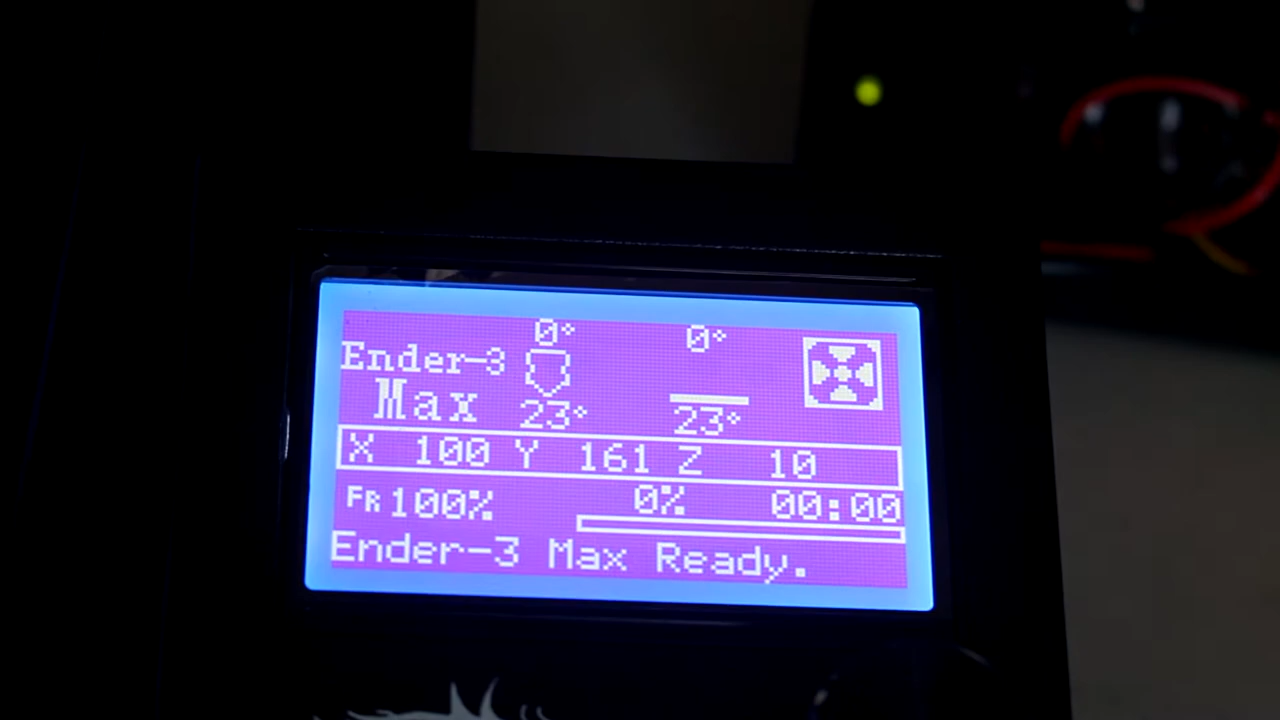 0° 0°
Ender-3
Max 23° 23°
X 100 Y 161 Z 10
FR 100% 0% 00:00
Ender-3 Max Ready.